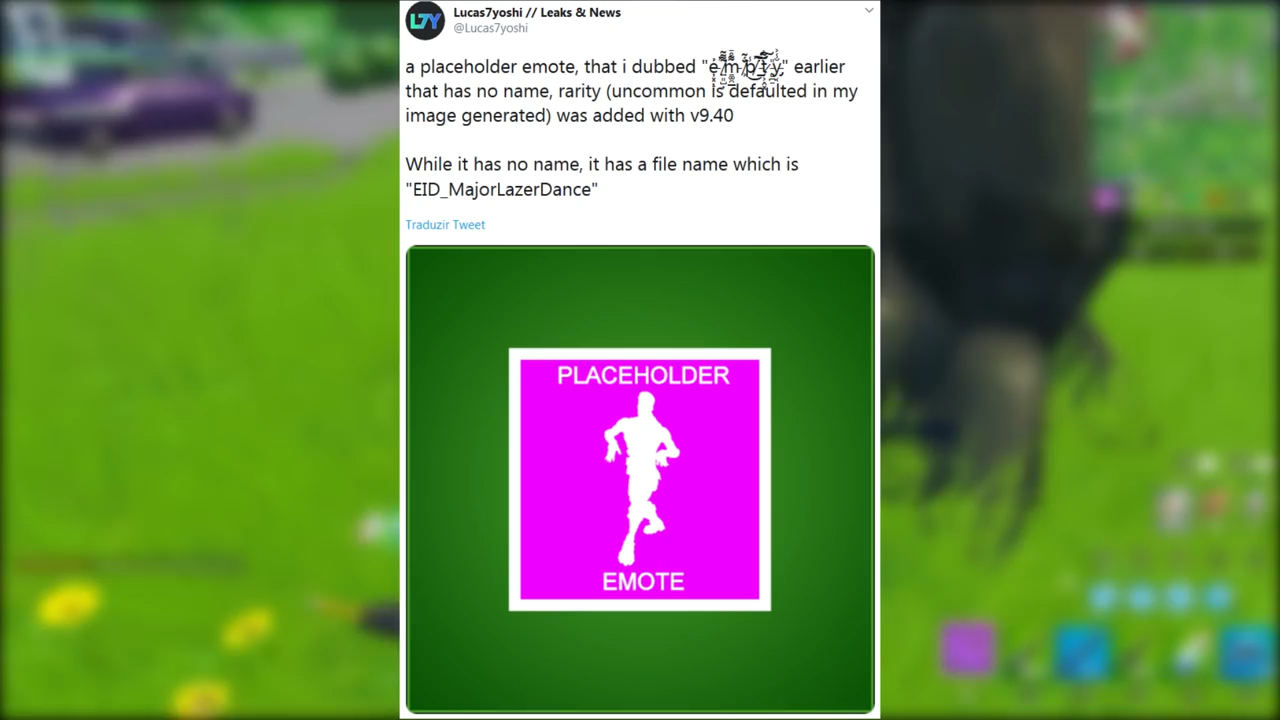 L7Y
Lucas7yoshi // Leaks & News
@Lucas7yoshi
a placeholder emote, that i dubbed "empty" earlier
that has no name, rarity (uncommon is defaulted in my
image generated) was added with v9.40
While it has no name, it has a file name which is
"EID_MajorLazerDance"
Traduzir Tweet
PLACEHOLDER
EMOTE